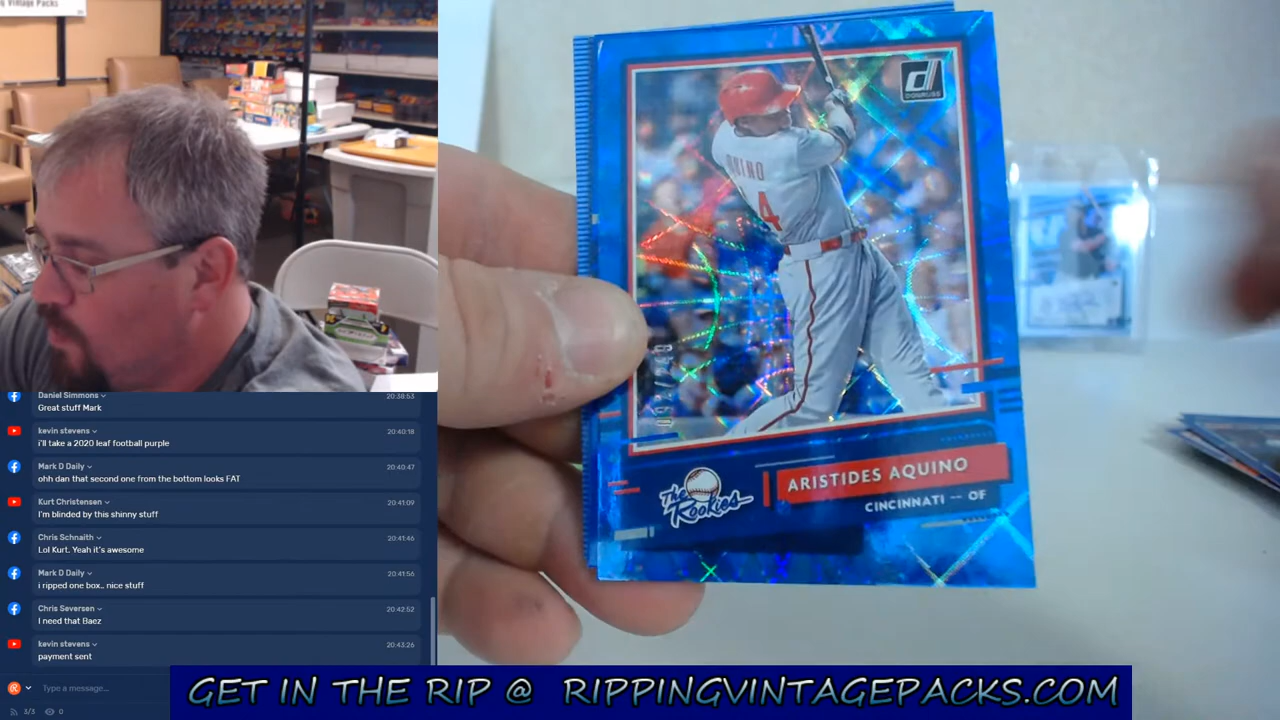 g Vintage Packs
DONRUSS
QUINO
4
The Rookies
ARISTIDES AQUINO
CINCINNATI -- OF
Daniel Simmons
20:38:53
Great stuff Mark
kevin stevens
20:40:18
i'll take a 2020 leaf football purple
Mark D Daily
20:40:47
ohh dan that second one from the bottom looks FAT
Kurt Christensen
20:41:09
I'm blinded by this shinny stuff
Chris Schnaith
20:41:46
Lol Kurt. Yeah it's awesome
Mark D Daily
20:41:56
i ripped one box.. nice stuff
Chris Seversen
20:42:52
I need that Baez
kevin stevens
20:43:26
payment sent
Type a message...
3/3 0
GET IN THE RIP @ RIPPINGVINTAGEPACKS.COM